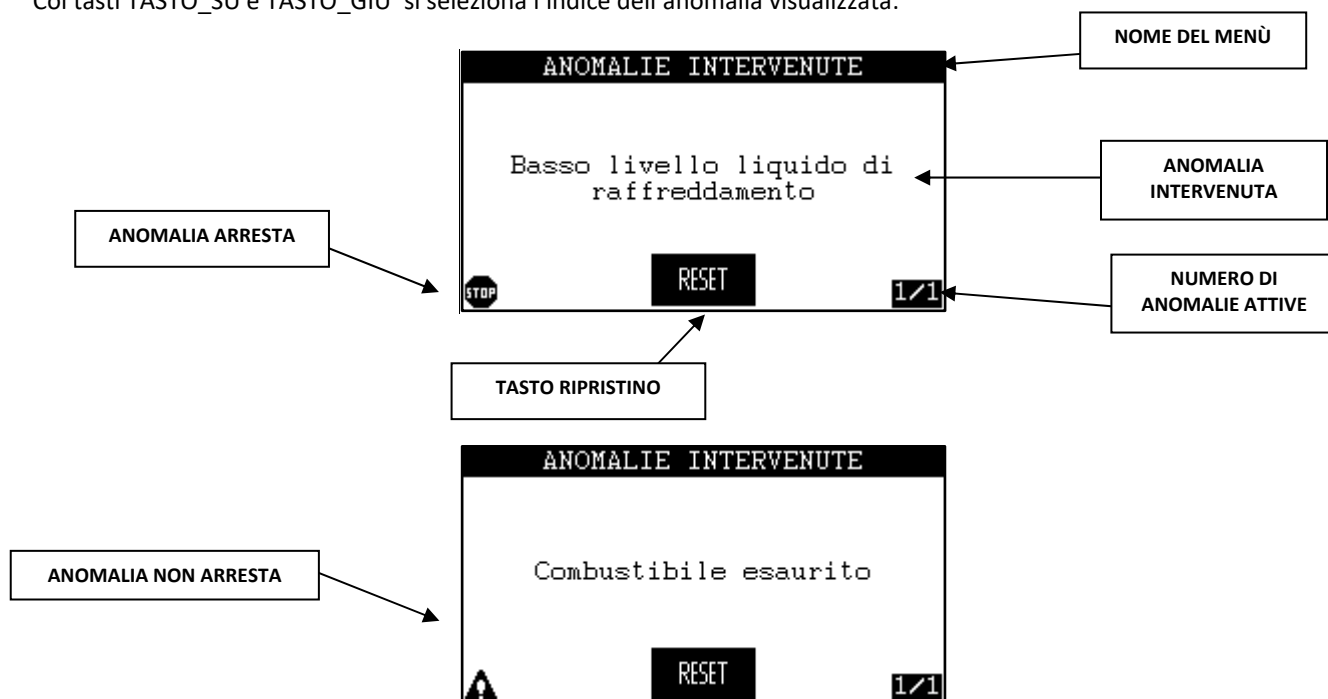 Coi tasti TASTO_SU e TASTO_GIU' si seleziona l'indice dell'anomalia visualizzata.
NOME DEL MENÙ
ANOMALIE INTERVENUTE
Basso livello liquido di
raffreddamento
ANOMALIA
INTERVENUTA
ANOMALIA ARRESTA
STOP
RESET
1/1
NUMERO DI
ANOMALIE ATTIVE
TASTO RIPRISTINO
ANOMALIE INTERVENUTE
Combustibile esaurito
ANOMALIA NON ARRESTA
RESET
1/1